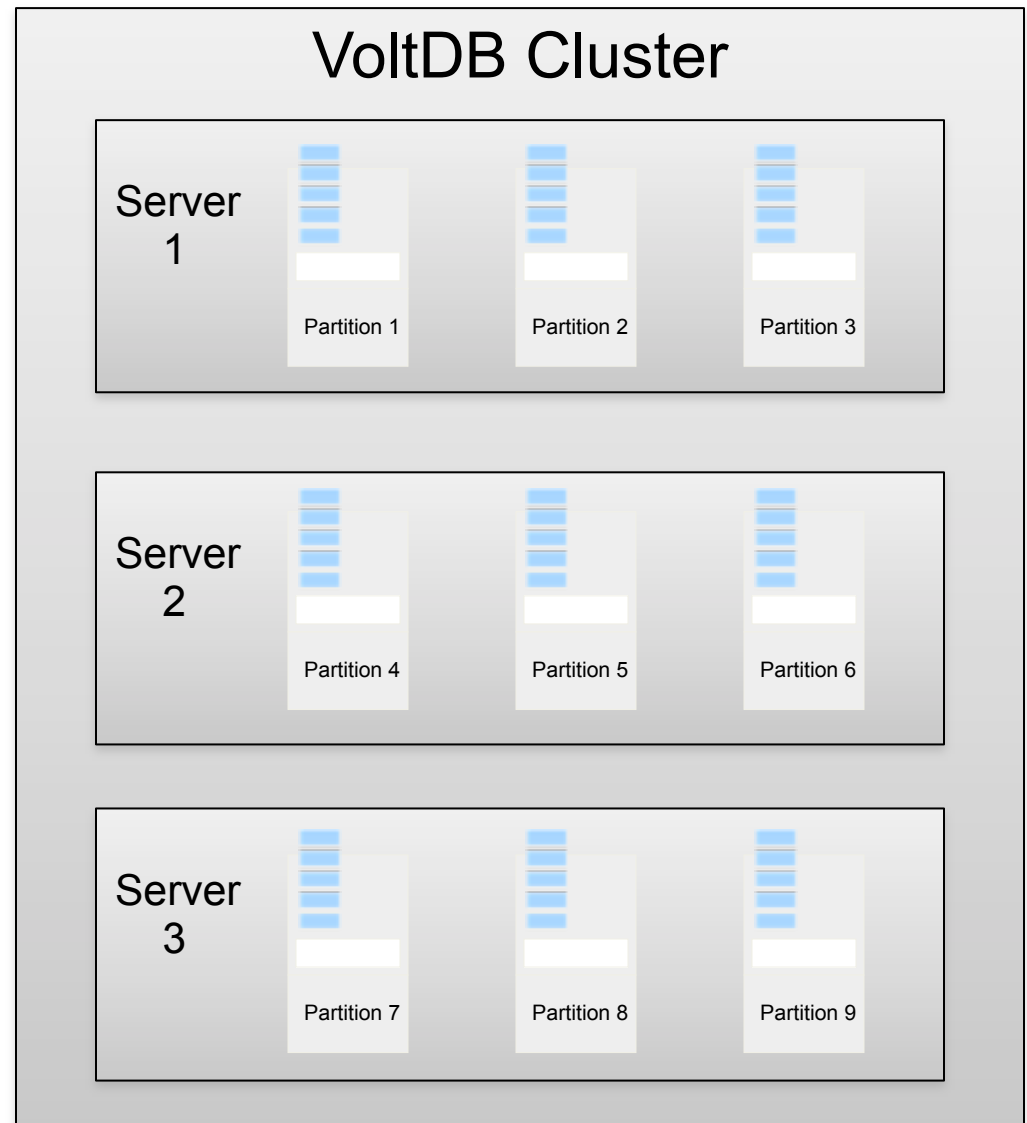 VoltDB Cluster
Server
1
Partition 1
Partition 2
Partition 3
Server
2
Partition 4
Partition 5
Partition 6
Server
3
Partition 7
Partition 8
Partition 9